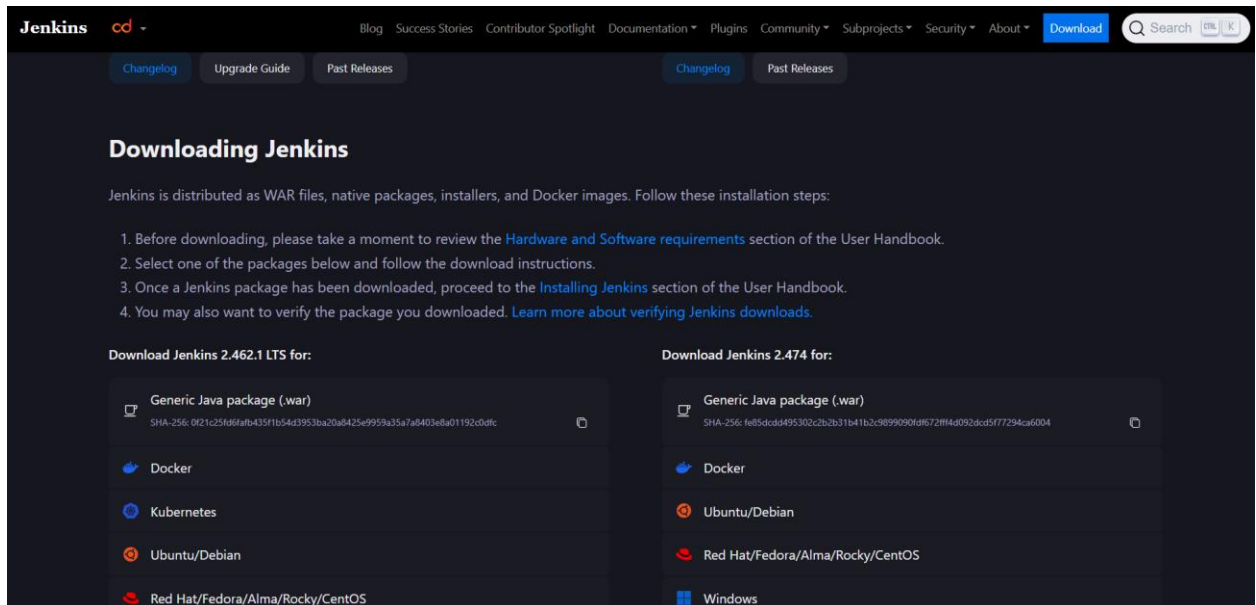 Jenkins cd Blog Success Stories Contributor Spotlight Documentation Plugins Community Subprojects Security About Download Search CTRL K
Changelog Upgrade Guide Past Releases
Changelog Past Releases
Downloading Jenkins
Jenkins is distributed as WAR files, native packages, installers, and Docker images. Follow these installation steps:
1. Before downloading, please take a moment to review the Hardware and Software requirements section of the User Handbook.
2. Select one of the packages below and follow the download instructions.
3. Once a Jenkins package has been downloaded, proceed to the Installing Jenkins section of the User Handbook.
4. You may also want to verify the package you downloaded. Learn more about verifying Jenkins downloads.
Download Jenkins 2.462.1 LTS for:
Generic Java package (.war)
SHA-256:
Docker
Kubernetes
Ubuntu/Debian
Red Hat/Fedora/Alma/Rocky/CentOS
Download Jenkins 2.474 for:
Generic Java package (.war)
SHA-256:
Docker
Ubuntu/Debian
Red Hat/Fedora/Alma/Rocky/CentOS
Windows